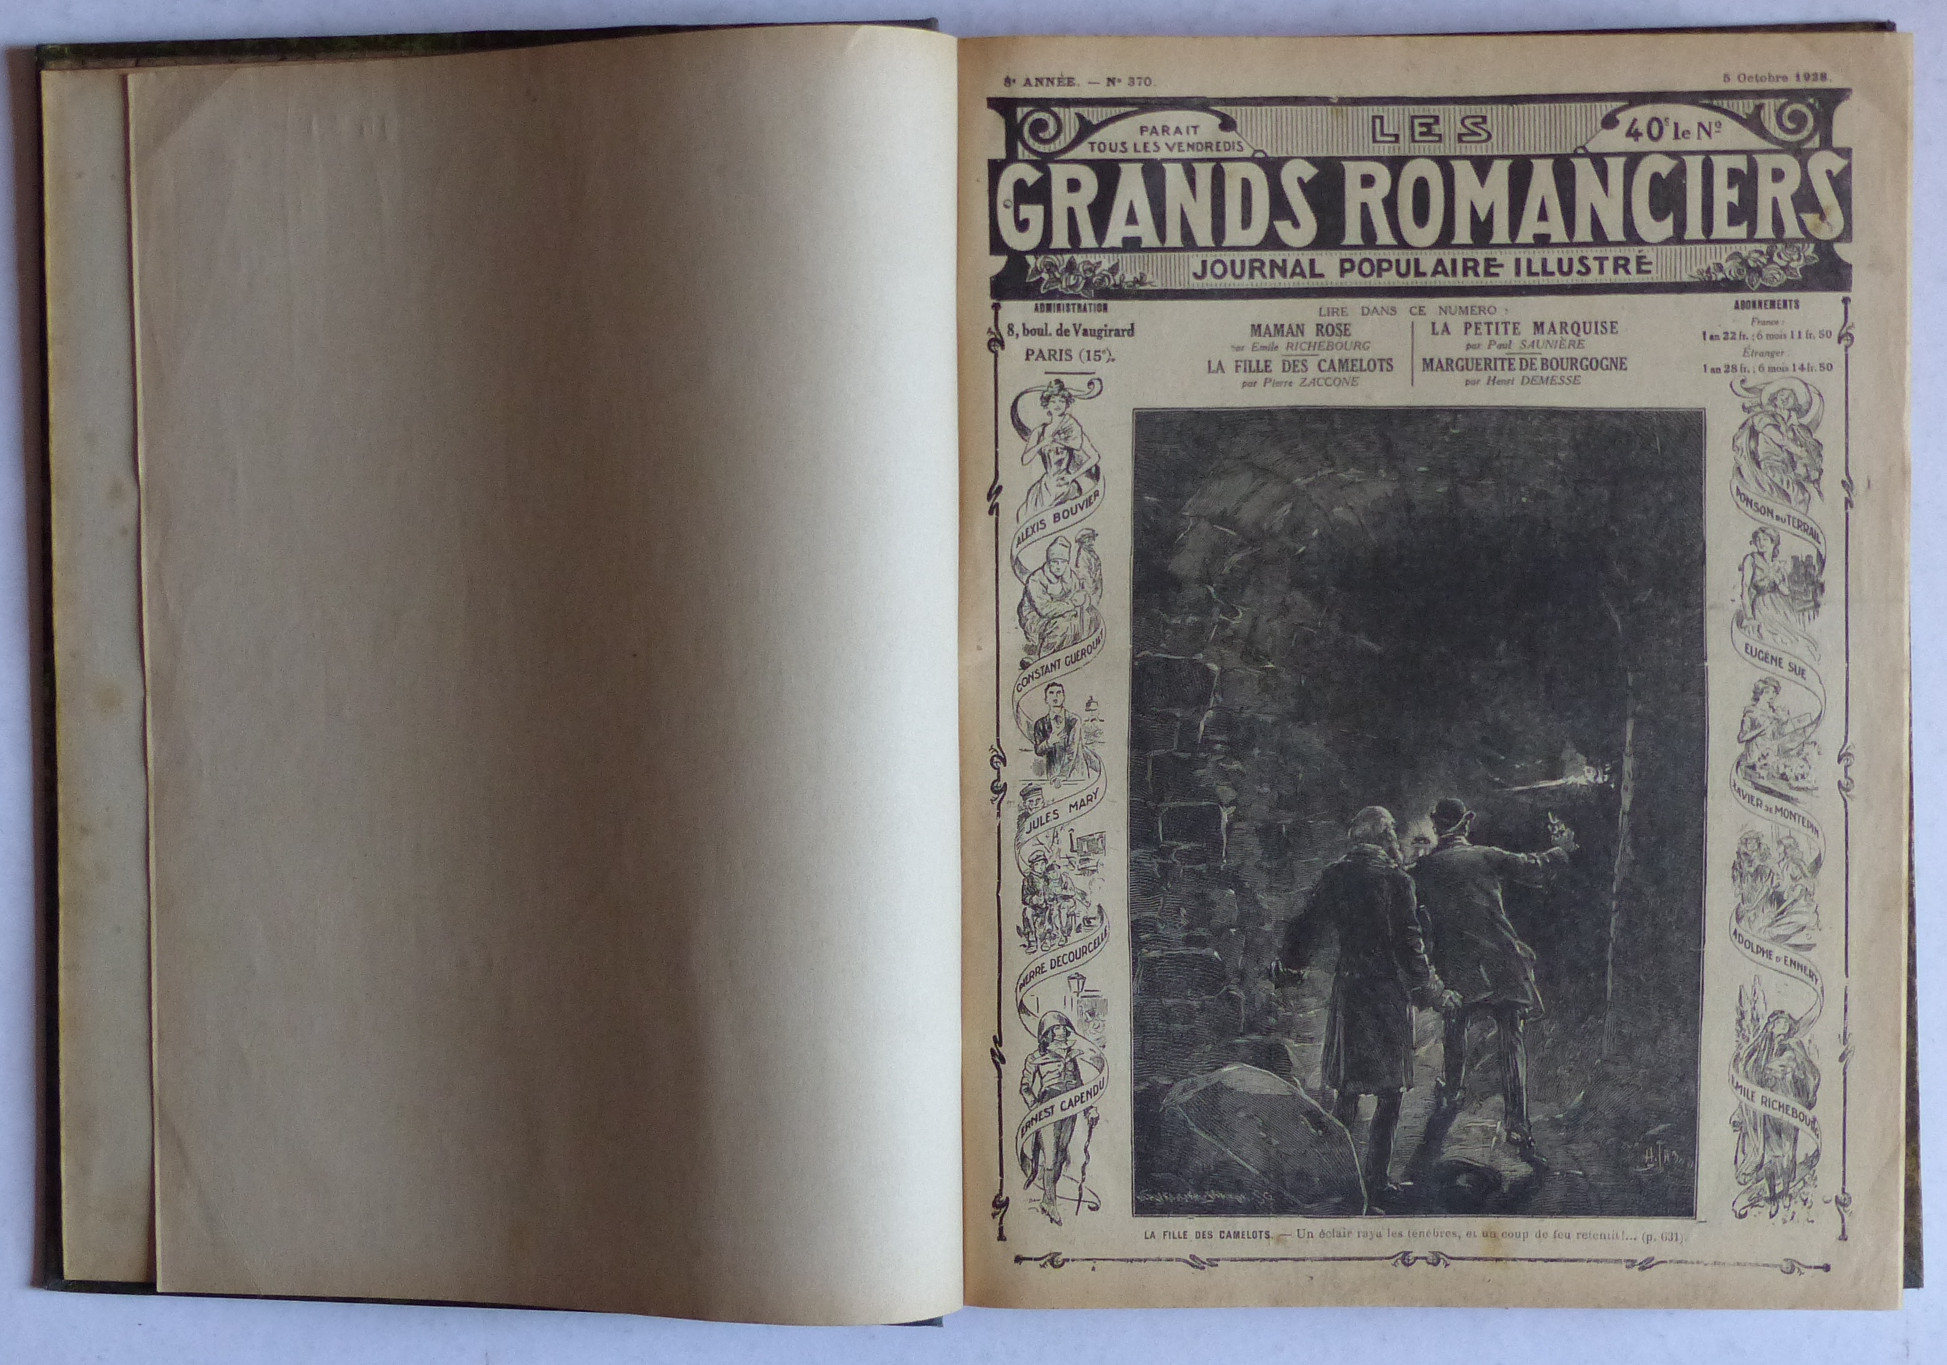 8e ANNÉE. — No 370.
5 Octobre 1928.
PARAIT
TOUS LES VENDREDIS
LES
40c le No
GRANDS ROMANCIERS
JOURNAL POPULAIRE ILLUSTRÉ
ADMINISTRATION
8, boul. de Vaugirard
PARIS (15e).
LIRE DANS CE NUMÉRO :
MAMAN ROSE
par Emile RICHEBOURG
LA FILLE DES CAMELOTS
par Pierre ZACCONE
LA PETITE MARQUISE
par Paul SAUNIÈRE
MARGUERITE DE BOURGOGNE
par Henri DEMESSE
ABONNEMENTS
France :
1 an 22 fr. ; 6 mois 11 fr. 50
Étranger
1 an 28 fr. ; 6 mois 14 fr. 50
ALEXIS BOUVIER
CONSTANT GUÉROULT
JULES MARY
PIERRE DECOURCELLE
ERNEST CAPENDU
PONSON DU TERRAIL
EUGÈNE SUE
XAVIER DE MONTÉPIN
ADOLPHE D'ENNERY
EMILE RICHEBOURG
LA FILLE DES CAMELOTS. — Un éclair raya les ténèbres, et un coup de feu retentit !... (p. 631).